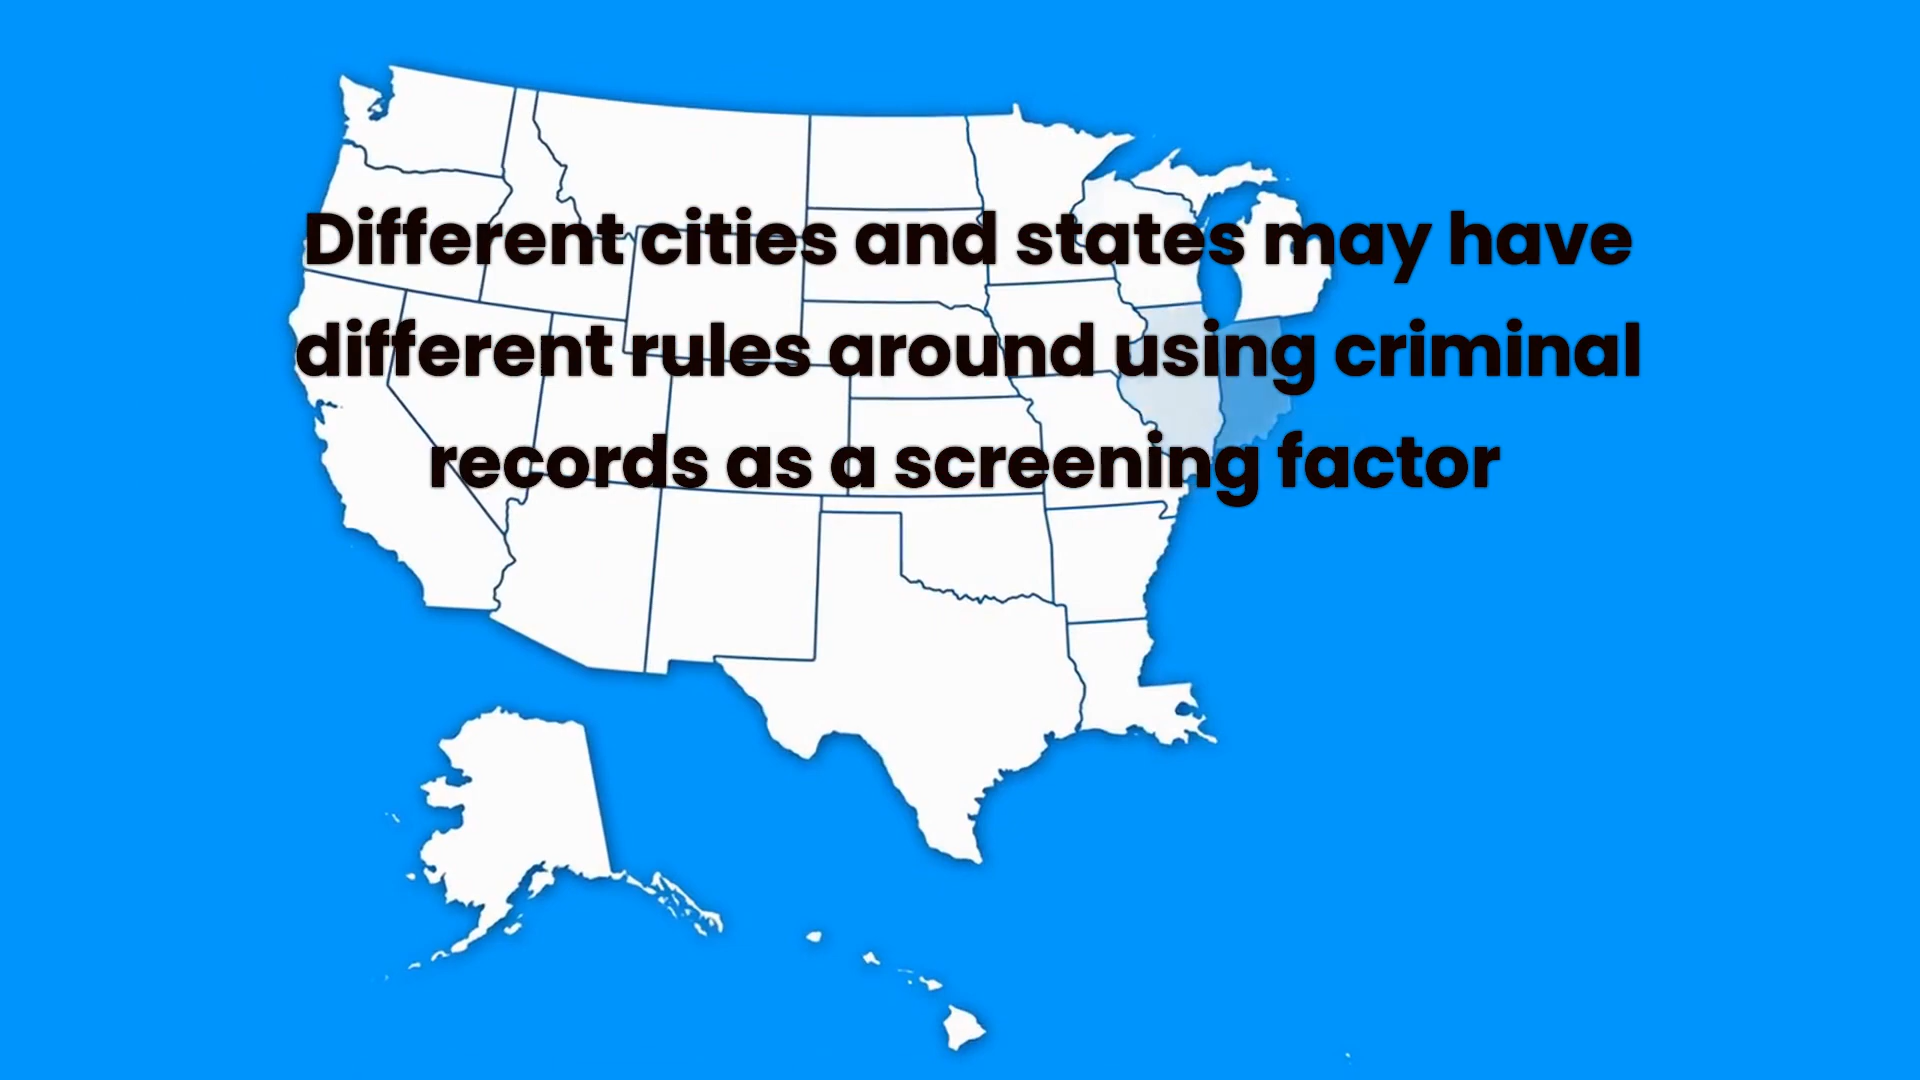 Different cities and states may have
different rules around using criminal
records as a screening factor